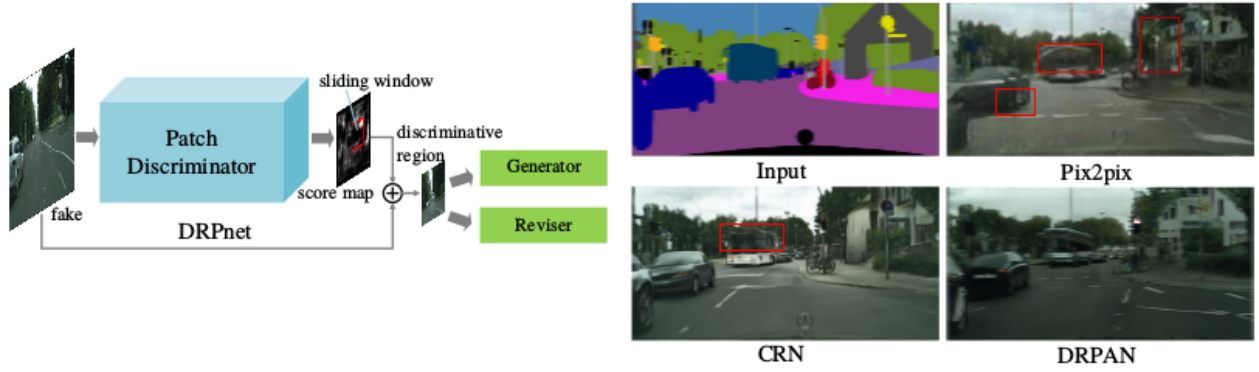 sliding window
Patch
Discriminator
discriminative
region
score map
fake
DRPnet
Generator
Reviser
Input
Pix2pix
CRN
DRPAN